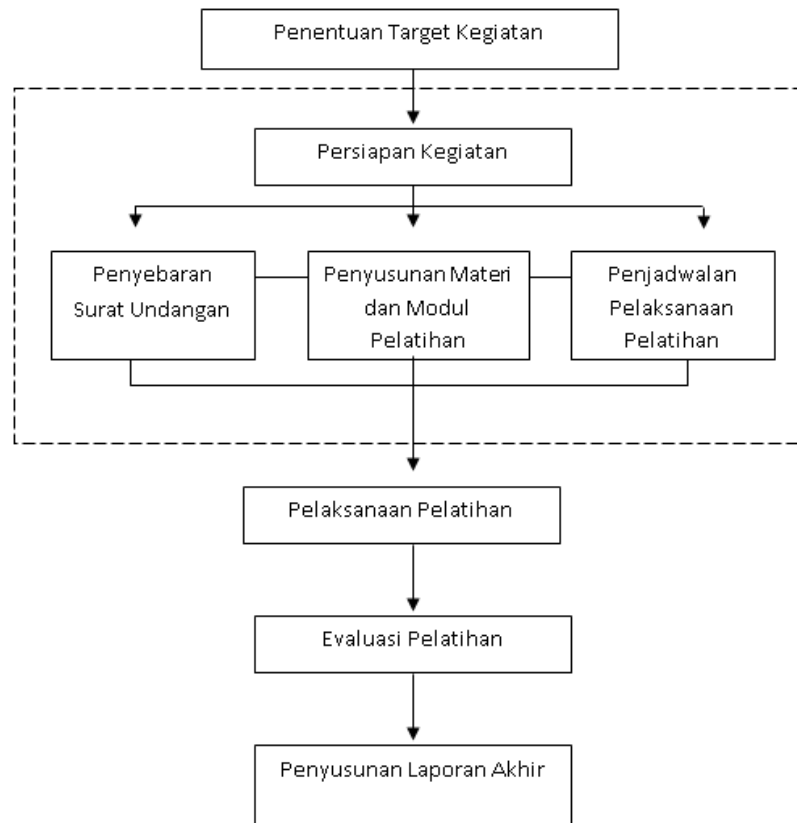 Penentuan Target Kegiatan
Persiapan Kegiatan
Penyebaran
Surat Undangan
Penyusunan Materi
dan Modul
Pelatihan
Penjadwalan
Pelaksanaan
Pelatihan
Pelaksanaan Pelatihan
Evaluasi Pelatihan
Penyusunan Laporan Akhir